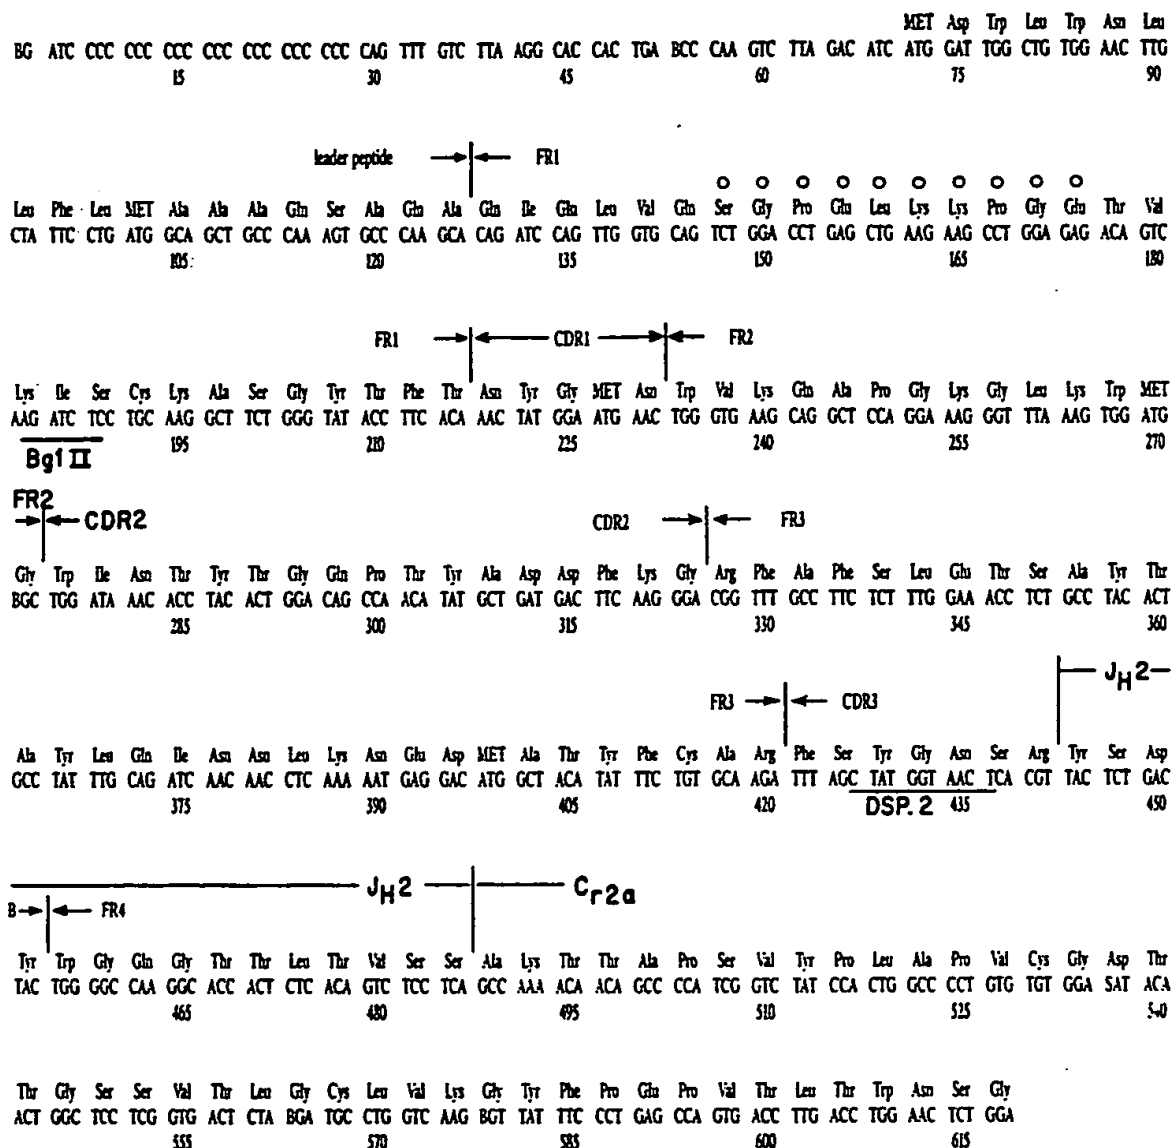 MET Asp Trp Leu Trp Asn Leu
BG ATC CCC CCC CCC CCC CCC CCC CCC CAG TTT GTC TTA AGG CAC CAC TGA BCC CAA GTC TTA GAC ATC ATG GAT TGG CTG TGG AAC TTG
15 30 45 60 75 90
leader peptide FR1
o o o o o o o o o o
Leu Phe Leu MET Ala Ala Ala Gln Ser Ala Gln Ala Gln Ile Gln Leu Val Gln Ser Gly Pro Glu Leu Lys Lys Pro Gly Glu Thr Val
CTA TTC CTG ATG GCA GCT GCC CAA AGT GCC CAA GCA CAG ATC CAG TTG GTG CAG TCT GGA CCT GAG CTG AAG AAG CCT GGA GAG ACA GTC
105 120 135 150 165 180
FR1 CDR1 FR2
Lys Ile Ser Cys Lys Ala Ser Gly Tyr Thr Phe Thr Asn Tyr Gly MET Asn Trp Val Lys Gln Ala Pro Gly Lys Gly Leu Lys Trp MET
AAG ATC TCC TGC AAG GCT TCT GGG TAT ACC TTC ACA AAC TAT GGA ATG AAC TGG GTG AAG CAG GCT CCA GGA AAG GGT TTA AAG TGG ATG
195 210 225 240 255 270
Bg1 II
FR2 CDR2 CDR2 FR3
Gly Trp Ile Asn Thr Tyr Thr Gly Gln Pro Thr Tyr Ala Asp Asp Phe Lys Gly Arg Phe Ala Phe Ser Leu Glu Thr Ser Ala Tyr Thr
BGC TGG ATA AAC ACC TAC ACT GGA CAG CCA ACA TAT GCT GAT GAC TTC AAG GGA CGG TTT GCC TTC TCT TTG GAA ACC TCT GCC TAC ACT
285 300 315 330 345 360
JH2
FR3 CDR3
Ala Tyr Leu Gln Ile Asn Asn Leu Lys Asn Glu Asp MET Ala Thr Tyr Phe Cys Ala Arg Phe Ser Tyr Gly Asn Ser Arg Tyr Ser Asp
GCC TAT TTG CAG ATC AAC AAC CTC AAA AAT GAG GAC ATG GCT ACA TAT TTC TGT GCA AGA TTT AGC TAT GGT AAC TCA CGT TAC TCT GAC
375 390 405 420 435 450
DSP.2
JH2 Cr2a
B FR4
Tyr Trp Gly Gln Gly Thr Thr Leu Thr Val Ser Ser Ala Lys Thr Thr Ala Pro Ser Val Tyr Pro Leu Ala Pro Val Cys Gly Asp Thr
TAC TGG GGC CAA GGC ACC ACT CTC ACA GTC TCC TCA GCC AAA ACA ACA GCC CCA TCG GTC TAT CCA CTG GCC CCT GTG TGT GGA SAT ACA
465 480 495 510 525 540
Thr Gly Ser Ser Val Thr Leu Gly Cys Leu Val Lys Gly Tyr Phe Pro Glu Pro Val Thr Leu Thr Trp Asn Ser Gly
ACT GGC TCC TCG GTG ACT CTA BGA TGC CTG GTC AAG BGT TAT TTC CCT GAG CCA GTG ACC TTG ACC TGG AAC TCT GGA
555 570 585 600 615